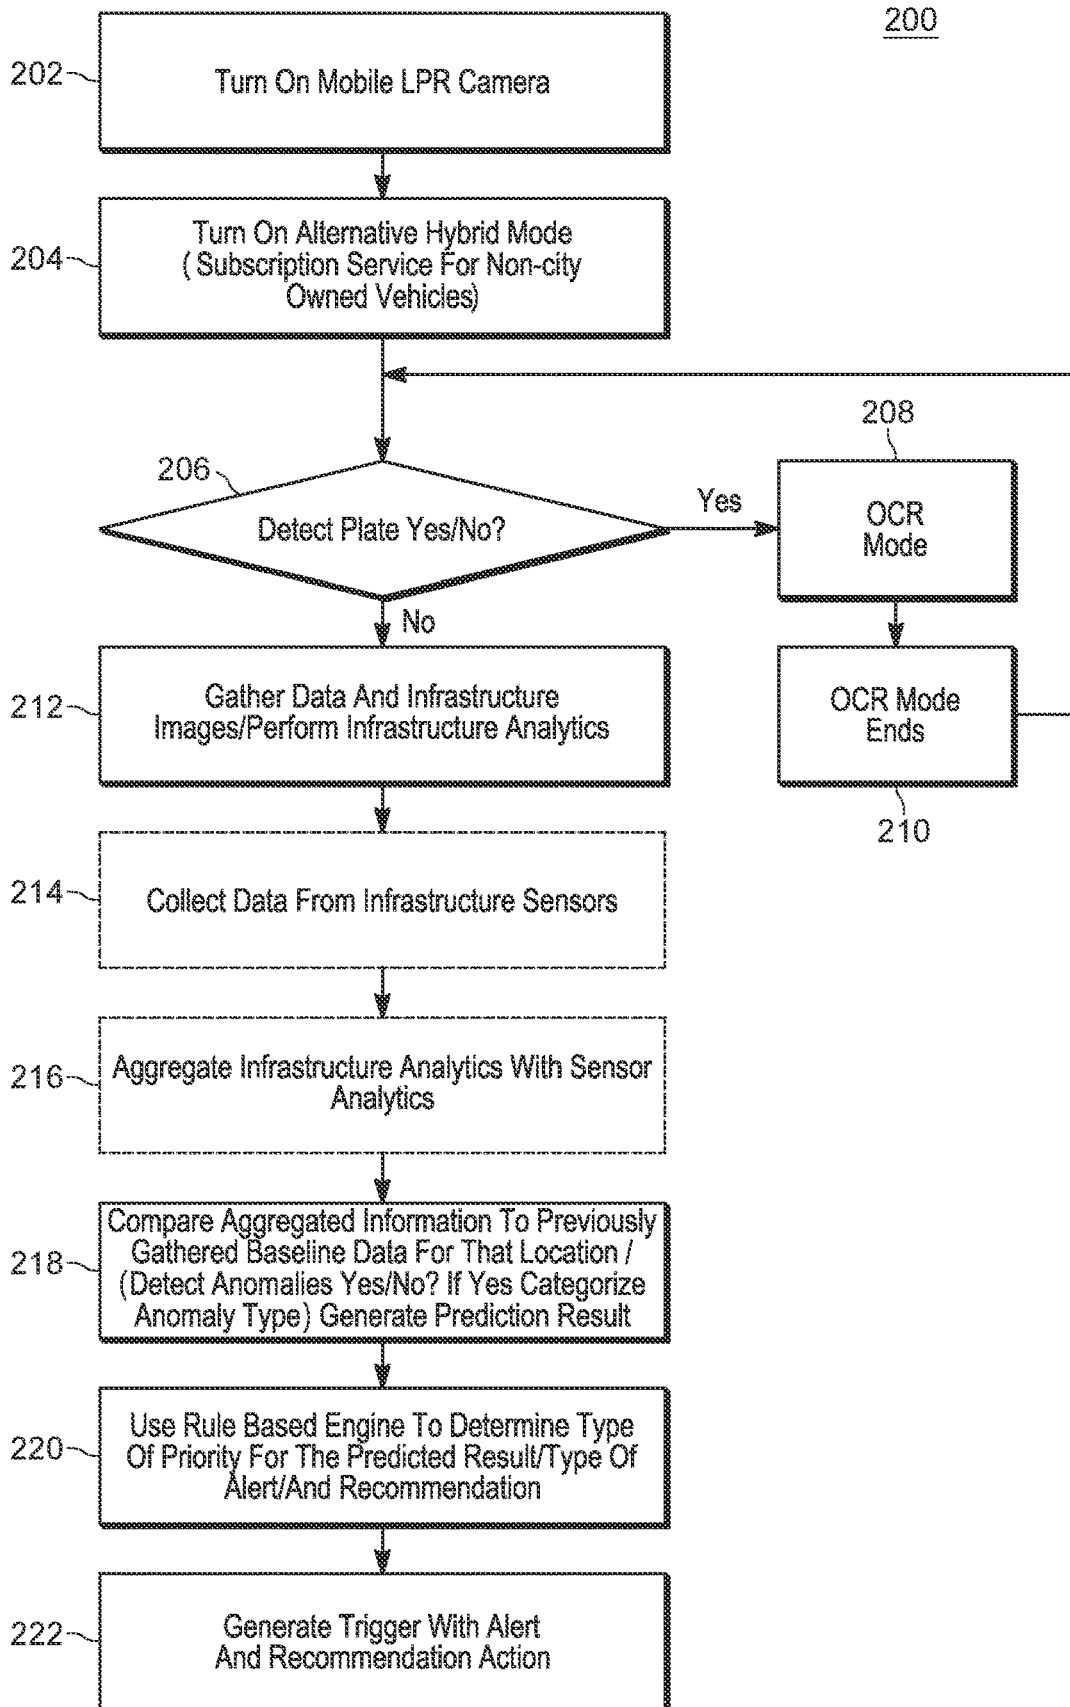 200
202
Turn On Mobile LPR Camera
204
Turn On Alternative Hybrid Mode
( Subscription Service For Non-city
Owned Vehicles)
206
Detect Plate Yes/No?
Yes
208
OCR
Mode
No
212
Gather Data And Infrastructure
Images/Perform Infrastructure Analytics
OCR Mode
Ends
210
214
Collect Data From Infrastructure Sensors
216
Aggregate Infrastructure Analytics With Sensor
Analytics
218
Compare Aggregated Information To Previously
Gathered Baseline Data For That Location /
(Detect Anomalies Yes/No? If Yes Categorize
Anomaly Type) Generate Prediction Result
220
Use Rule Based Engine To Determine Type
Of Priority For The Predicted Result/Type Of
Alert/And Recommendation
222
Generate Trigger With Alert
And Recommendation Action